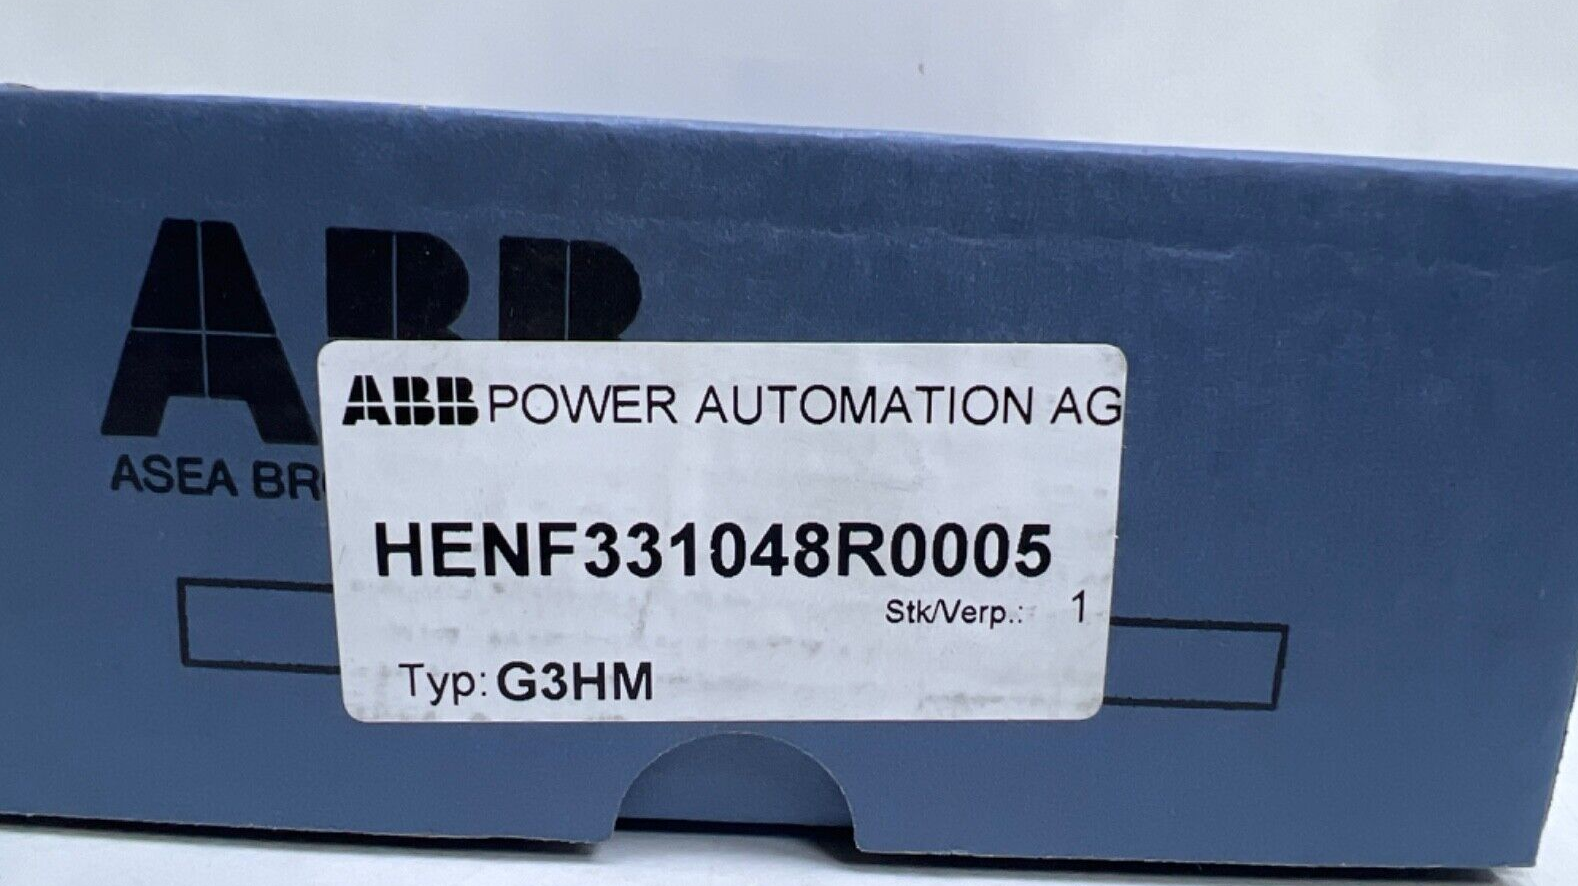 ABB
ASEA BR
ABB POWER AUTOMATION AG
HENF331048R0005
Stk/Verp.: 1
Typ: G3HM